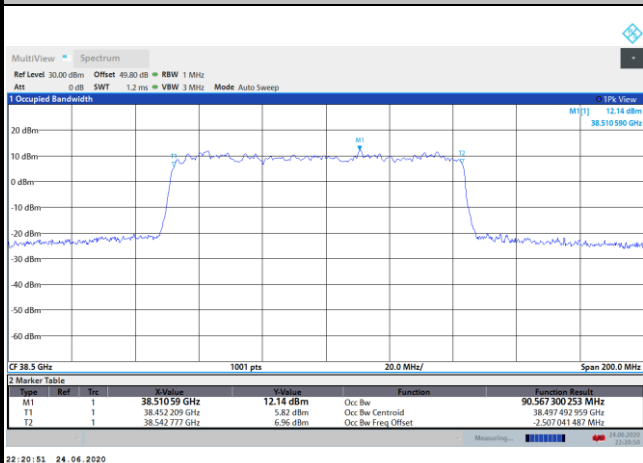 MultiView Spectrum
Ref Level 30.00 dBm Offset 49.80 dB RBW 1 MHz
Att 0 dB SWT 1.2 ms VBW 3 MHz Mode Auto Sweep
1 Occupied Bandwidth 1Pk View
M1[1] 12.14 dBm
38.510 590 GHz
20 dBm
M1
10 dBm
T1 T2
0 dBm
-10 dBm
-20 dBm
-30 dBm
-40 dBm
-50 dBm
-60 dBm
CF 38.5 GHz 1001 pts 20.0 MHz/ Span 200.0 MHz
2 Marker Table
Type Ref Trc X-Value Y-Value Function Function Result
M1 1 38.51059 GHz 12.14 dBm Occ Bw 90.567 300 253 MHz
T1 1 38.452 209 GHz 5.82 dBm Occ Bw Centroid 38.497 492 959 GHz
T2 1 38.542 777 GHz 6.96 dBm Occ Bw Freq Offset -2.507 041 487 MHz
Measuring... 24.06.2020
22:20:50
22:20:51 24.06.2020